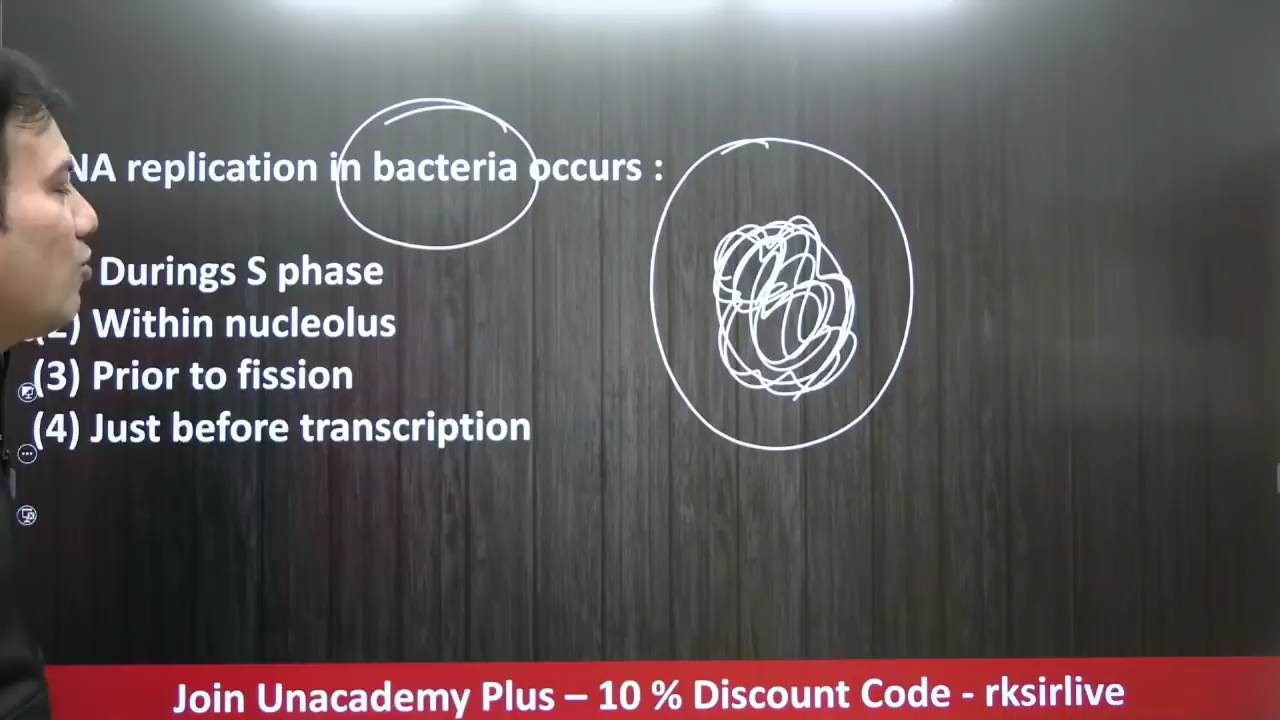 NA replication in bacteria occurs :
Durings S phase
(2) Within nucleolus
(3) Prior to fission
(4) Just before transcription
Join Unacademy Plus – 10 % Discount Code - rksirlive